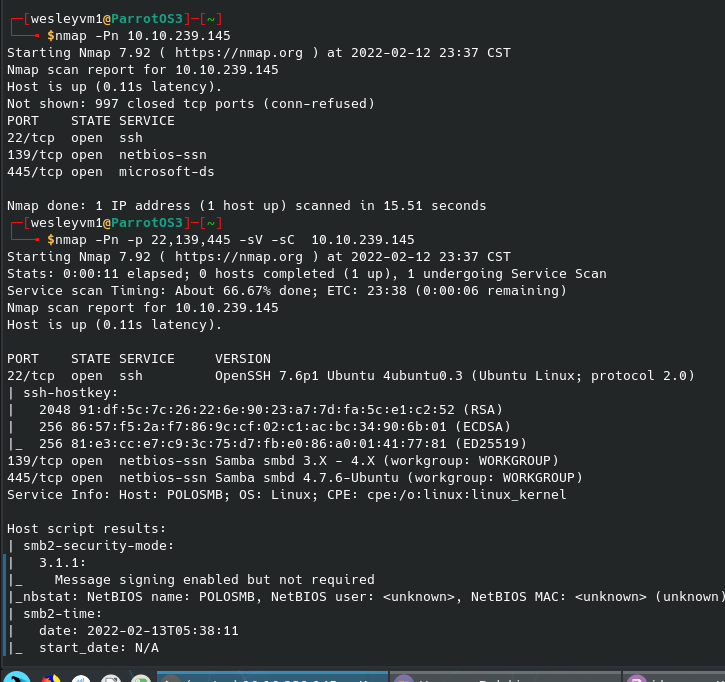 ┌─[wesleyvm1@ParrotOS3]─[~]
└──╼ $nmap -Pn 10.10.239.145
Starting Nmap 7.92 ( https://nmap.org ) at 2022-02-12 23:37 CST
Nmap scan report for 10.10.239.145
Host is up (0.11s latency).
Not shown: 997 closed tcp ports (conn-refused)
PORT    STATE SERVICE
22/tcp  open  ssh
139/tcp open  netbios-ssn
445/tcp open  microsoft-ds

Nmap done: 1 IP address (1 host up) scanned in 15.51 seconds
┌─[wesleyvm1@ParrotOS3]─[~]
└──╼ $nmap -Pn -p 22,139,445 -sV -sC  10.10.239.145
Starting Nmap 7.92 ( https://nmap.org ) at 2022-02-12 23:37 CST
Stats: 0:00:11 elapsed; 0 hosts completed (1 up), 1 undergoing Service Scan
Service scan Timing: About 66.67% done; ETC: 23:38 (0:00:06 remaining)
Nmap scan report for 10.10.239.145
Host is up (0.11s latency).

PORT    STATE SERVICE     VERSION
22/tcp  open  ssh         OpenSSH 7.6p1 Ubuntu 4ubuntu0.3 (Ubuntu Linux; protocol 2.0)
| ssh-hostkey:
|   2048 91:df:5c:7c:26:22:6e:90:23:a7:7d:fa:5c:e1:c2:52 (RSA)
|   256 86:57:f5:2a:f7:86:9c:cf:02:c1:ac:bc:34:90:6b:01 (ECDSA)
|_  256 81:e3:cc:e7:c9:3c:75:d7:fb:e0:86:a0:01:41:77:81 (ED25519)
139/tcp open  netbios-ssn Samba smbd 3.X - 4.X (workgroup: WORKGROUP)
445/tcp open  netbios-ssn Samba smbd 4.7.6-Ubuntu (workgroup: WORKGROUP)
Service Info: Host: POLOSMB; OS: Linux; CPE: cpe:/o:linux:linux_kernel

Host script results:
| smb2-security-mode:
|   3.1.1:
|_    Message signing enabled but not required
|_nbstat: NetBIOS name: POLOSMB, NetBIOS user: <unknown>, NetBIOS MAC: <unknown> (unknown)
| smb2-time:
|   date: 2022-02-13T05:38:11
|_  start_date: N/A